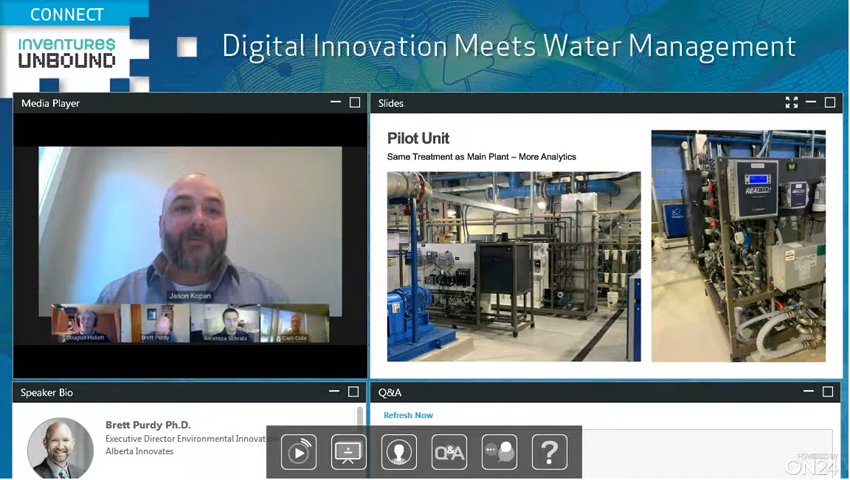 CONNECT
INVENTURES
UNBOUND
Digital Innovation Meets Water Management
Media Player
Slides
Pilot Unit
Same Treatment as Main Plant – More Analytics
REALTECH
Jason Kopan
Brett Purdy
Cam Cote
Speaker Bio
Q&A
Refresh Now
Brett Purdy Ph.D.
Executive Director Environmental Innovation
Alberta Innovates
Q&A
?
POWERED BY
ON24